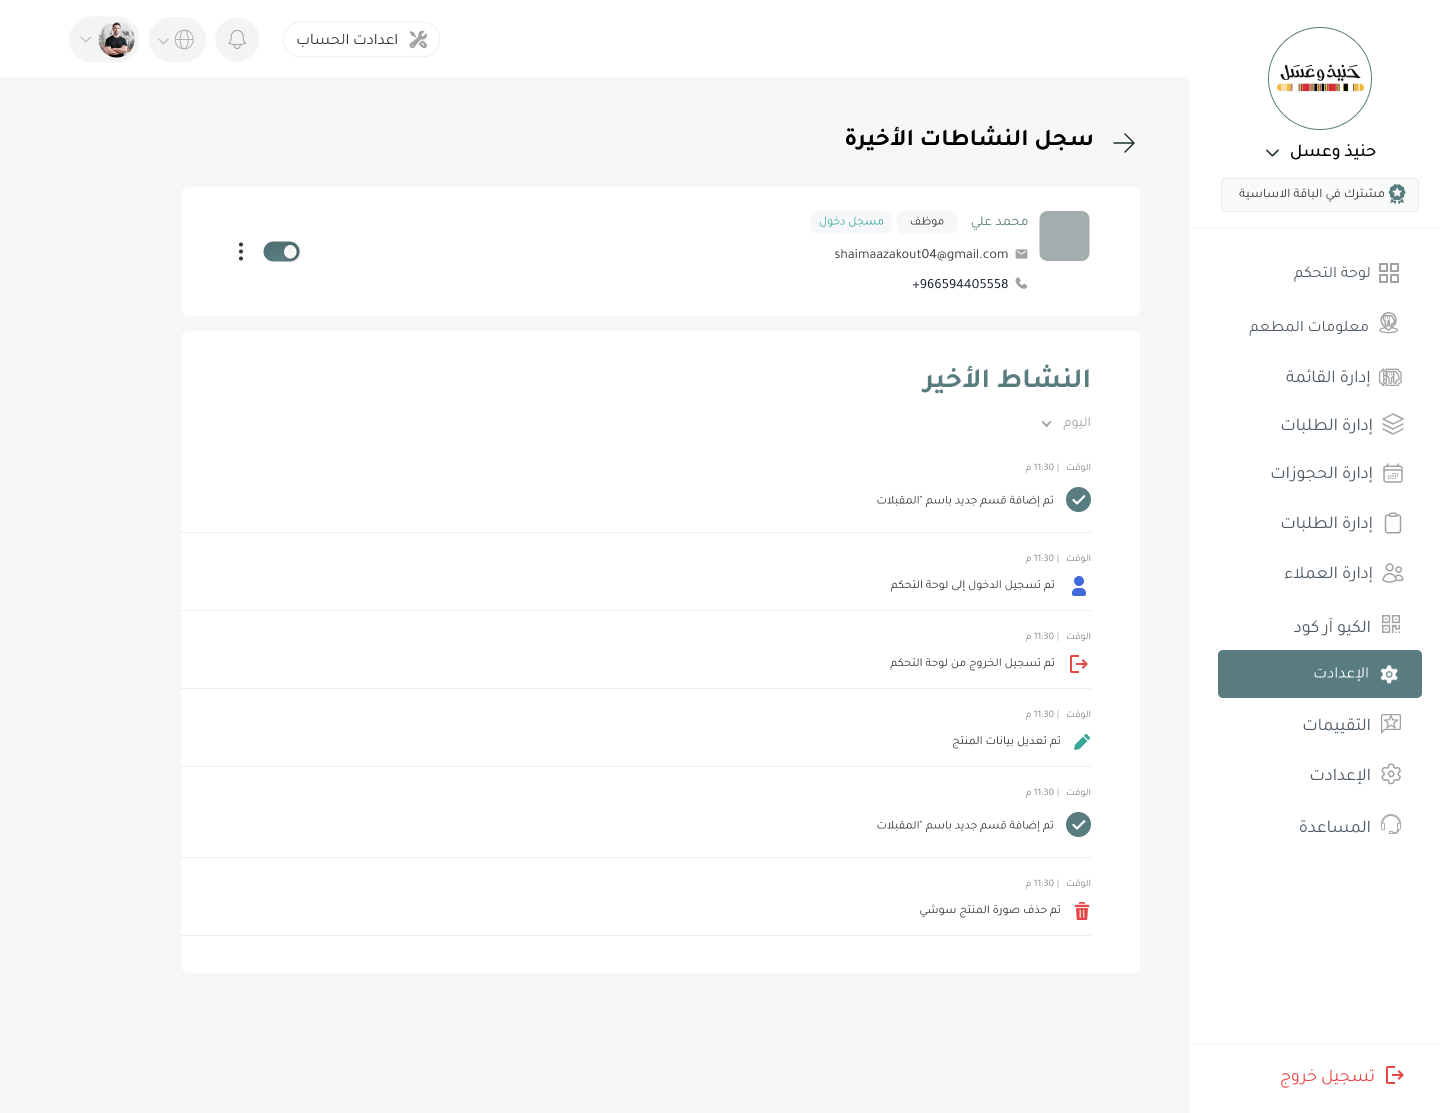 اعدادت الحساب
حنيذ وعسل
حنيذ وعسل
مشترك في الباقة الاساسية
لوحة التحكم
معلومات المطعم
إدارة القائمة
إدارة الطلبات
إدارة الحجوزات
إدارة الطلبات
إدارة العملاء
الكيو آر كود
الإعدادت
التقييمات
الإعدادت
المساعدة
تسجيل خروج
سجل النشاطات الأخيرة
محمد علي موظف مسجل دخول
shaimaazakout04@gmail.com
+966594405558
النشاط الأخير
اليوم
الوقت | 11:30 م
تم إضافة قسم جديد باسم "المقبلات
الوقت | 11:30 م
تم تسجيل الدخول إلى لوحة التحكم
الوقت | 11:30 م
تم تسجيل الخروج من لوحة التحكم
الوقت | 11:30 م
تم تعديل بيانات المنتج
الوقت | 11:30 م
تم إضافة قسم جديد باسم "المقبلات
الوقت | 11:30 م
تم حذف صورة المنتج سوشي